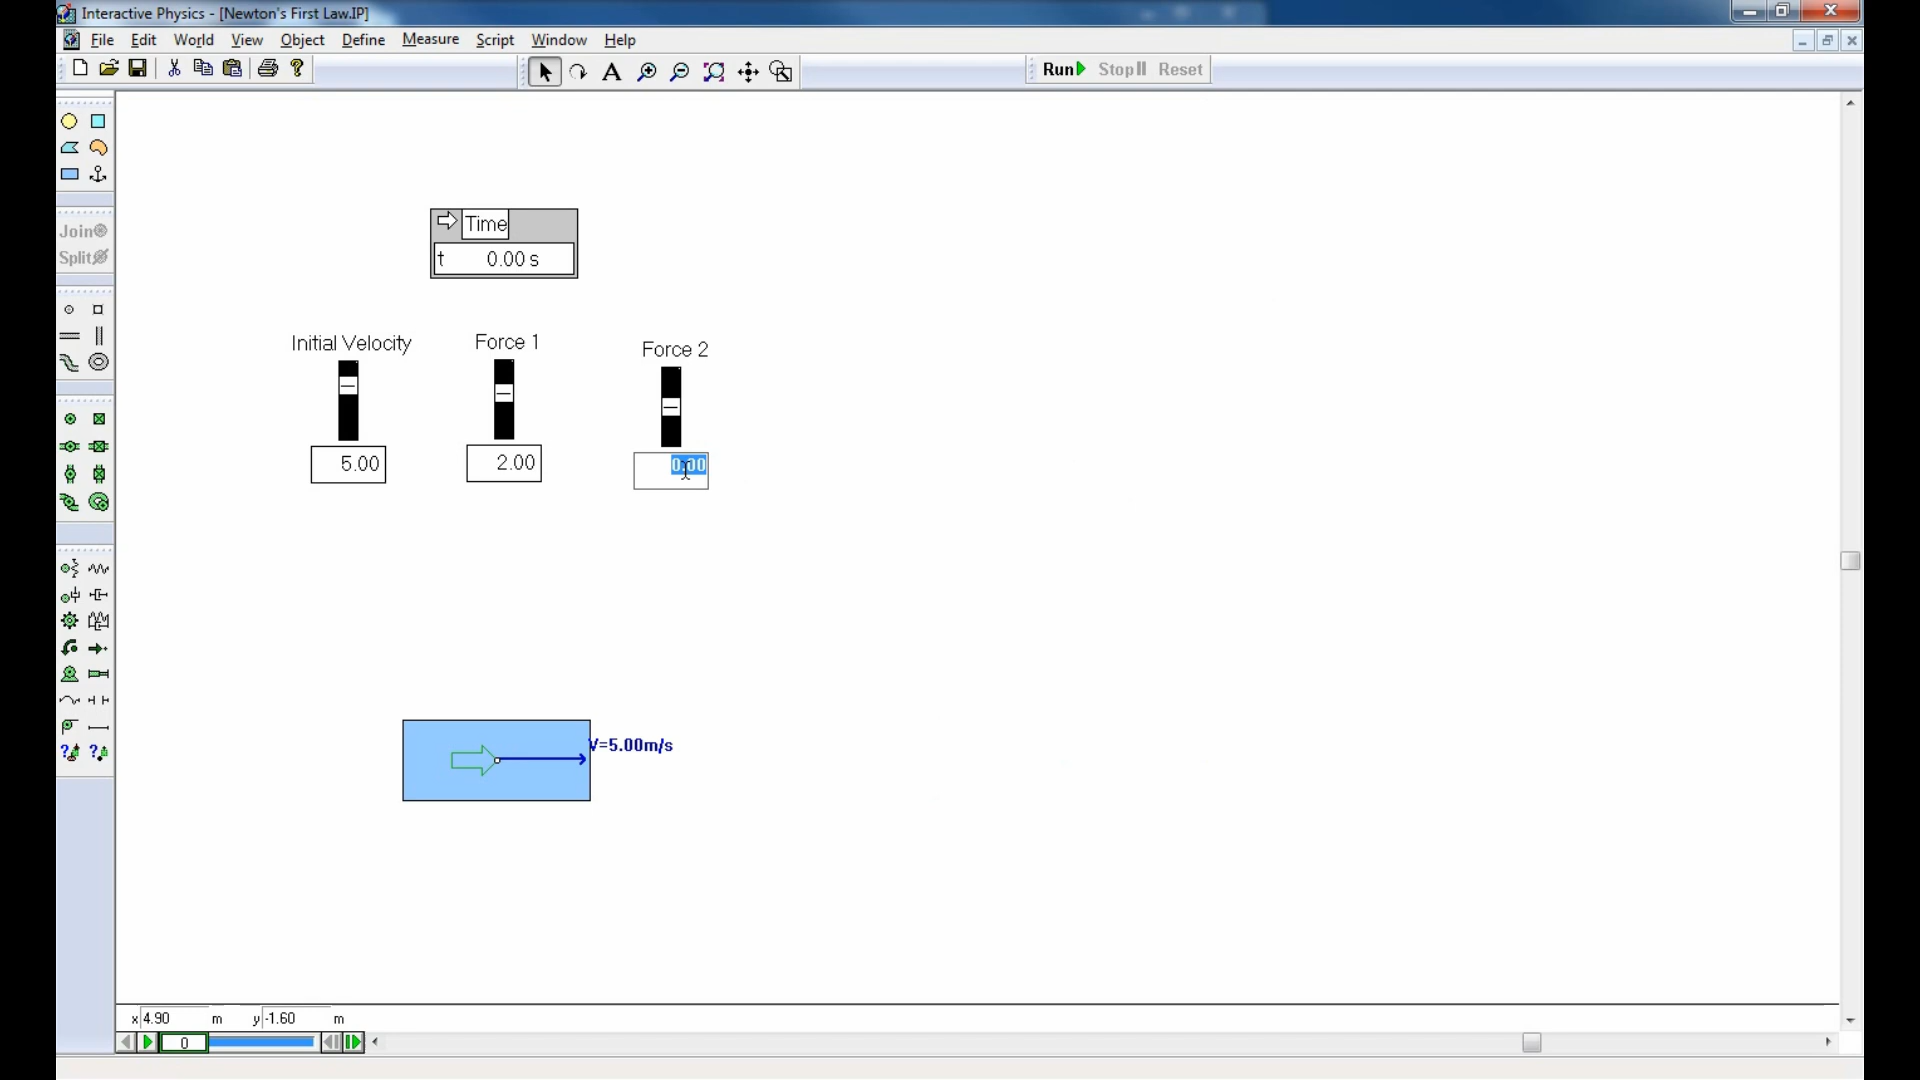 Interactive Physics - [Newton's First Law.IP]
File Edit World View Object Define Measure Script Window Help
Run Stop Reset
Join
Split
Time
t 0.00 s
Initial Velocity Force 1 Force 2
5.00 2.00 0.00
V=5.00m/s
x 4.90 m y -1.60 m
0